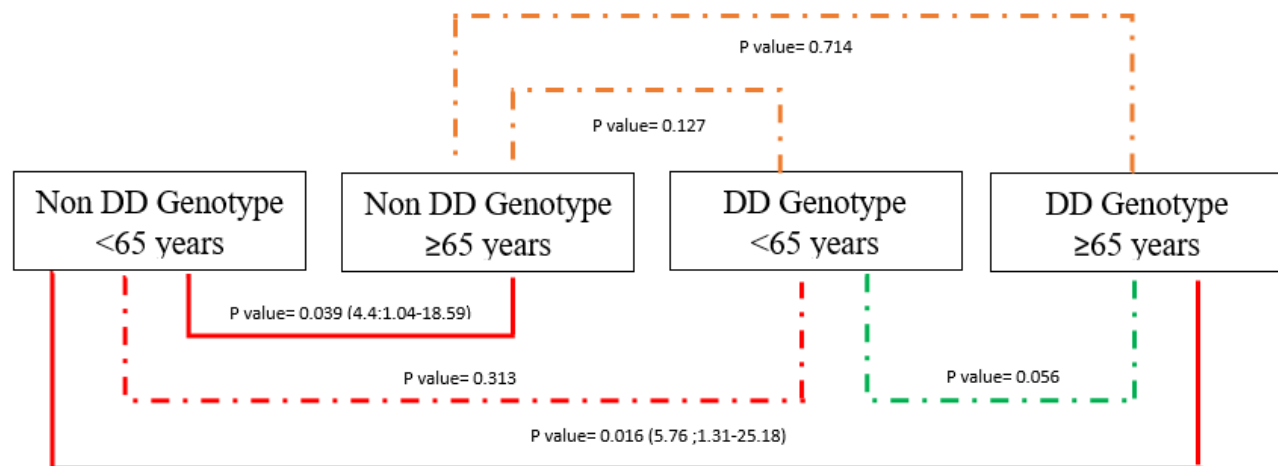 P value= 0.714
P value= 0.127
Non DD Genotype
<65 years
Non DD Genotype
≥65 years
DD Genotype
<65 years
DD Genotype
≥65 years
P value= 0.039 (4.4:1.04-18.59)
P value= 0.313
P value= 0.056
P value= 0.016 (5.76 ;1.31-25.18)